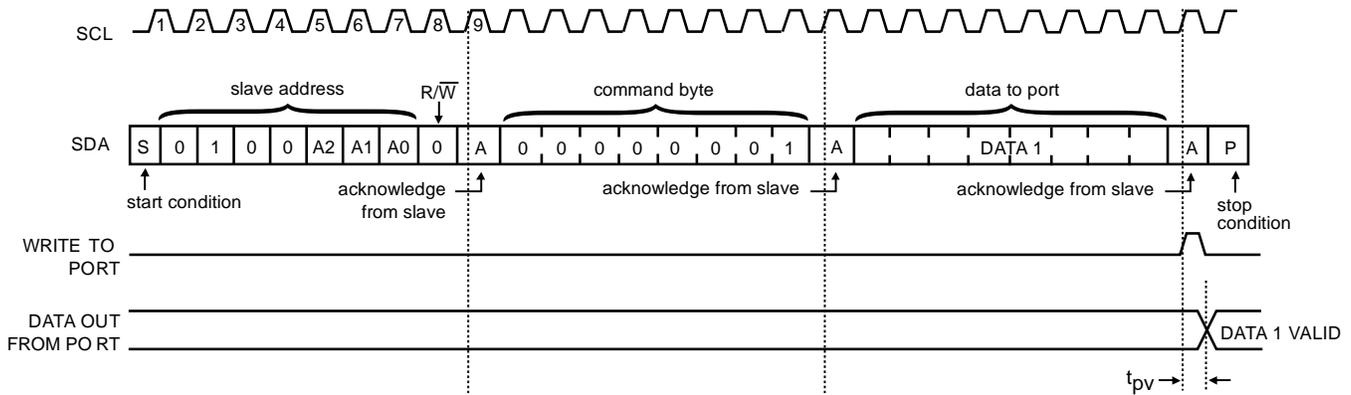 SCL 1 2 3 4 5 6 7 8 9
slave address R/W̅ command byte data to port
SDA S 0 1 0 0 A2 A1 A0 0 A 0 0 0 0 0 0 0 1 A DATA 1 A P
start condition
acknowledge
from slave
acknowledge from slave
acknowledge from slave
stop
condition
WRITE TO
PORT
DATA OUT
FROM PO RT
DATA 1 VALID
tpv